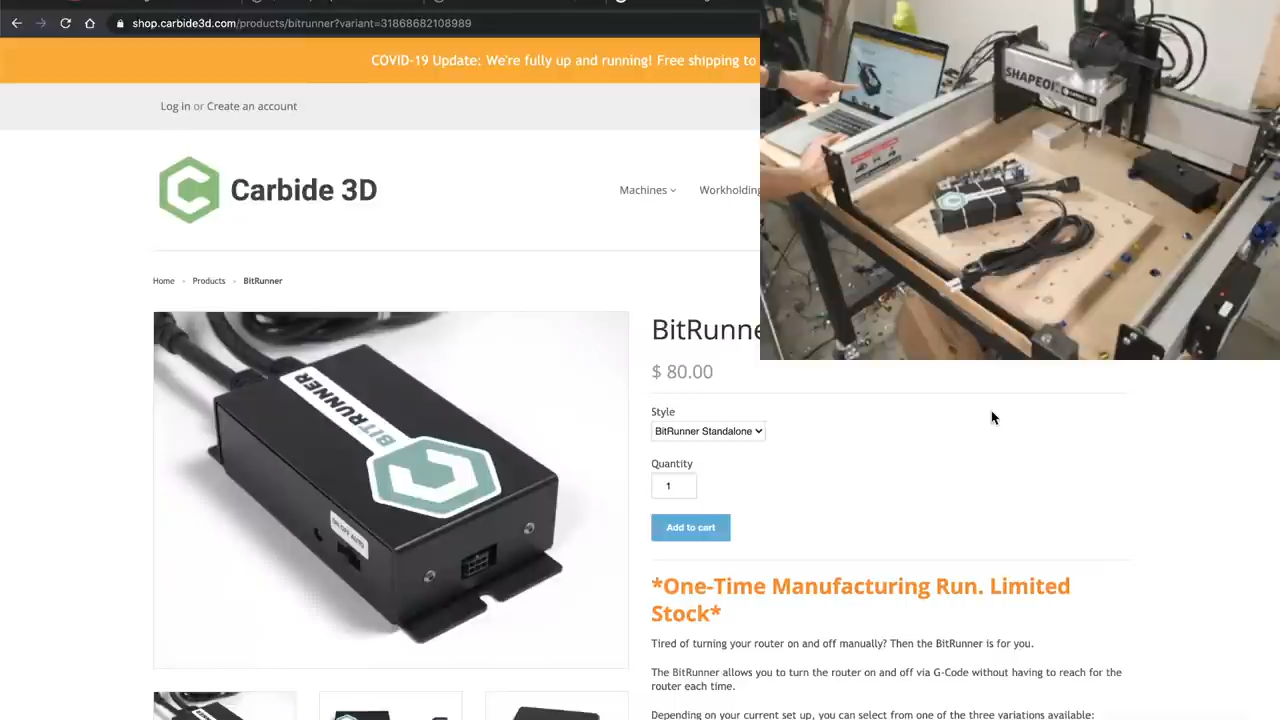 shop.carbide3d.com/products/bitrunner?variant=31868682108989
COVID-19 Update: We're fully up and running! Free shipping to
Log in or Create an account
Carbide 3D
Machines
Workholding
Home
Products
BitRunner
BitRunne
$ 80.00
Style
BitRunner Standalone
Quantity
1
Add to cart
*One-Time Manufacturing Run. Limited
Stock*
Tired of turning your router on and off manually? Then the BitRunner is for you.
The BitRunner allows you to turn the router on and off via G-Code without having to reach for the
router each time.
Depending on your current set up, you can select from one of the three variations available:
BITRUNNER
ON OFF AUTO
SHAPEOK